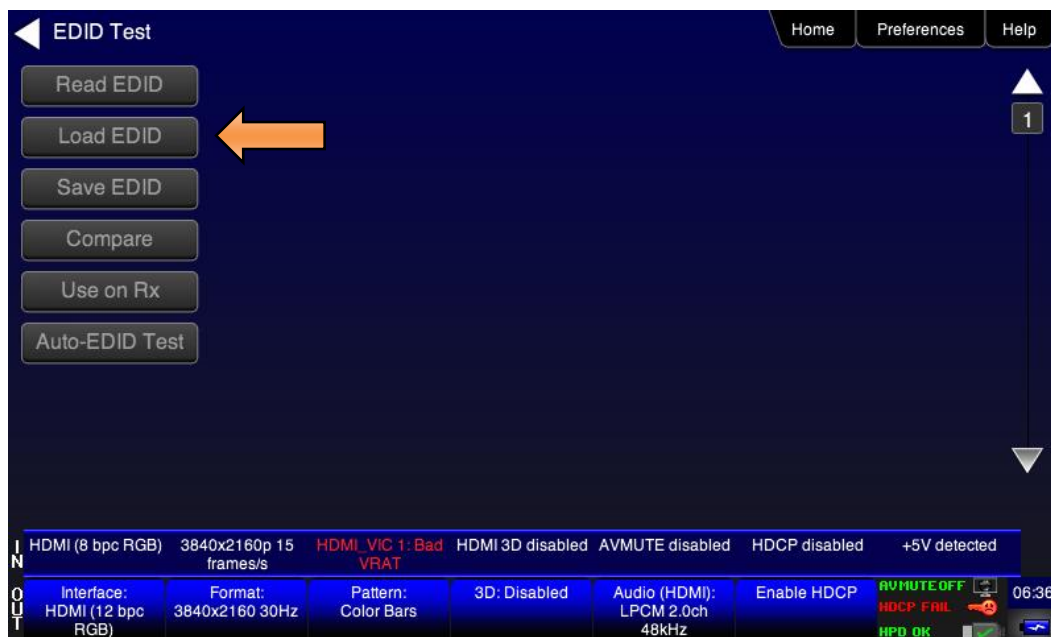 EDID Test
Home
Preferences
Help
Read EDID
1
Load EDID
Save EDID
Compare
Use on Rx
Auto-EDID Test
IN
HDMI (8 bpc RGB)
3840x2160p 15
frames/s
HDMI_VIC 1: Bad
VRAT
HDMI 3D disabled
AVMUTE disabled
HDCP disabled
+5V detected
OUT
Interface:
HDMI (12 bpc
RGB)
Format:
3840x2160 30Hz
Pattern:
Color Bars
3D: Disabled
Audio (HDMI):
LPCM 2.0ch
48kHz
Enable HDCP
AVMUTE OFF
HDCP FAIL
HPD OK
06:36